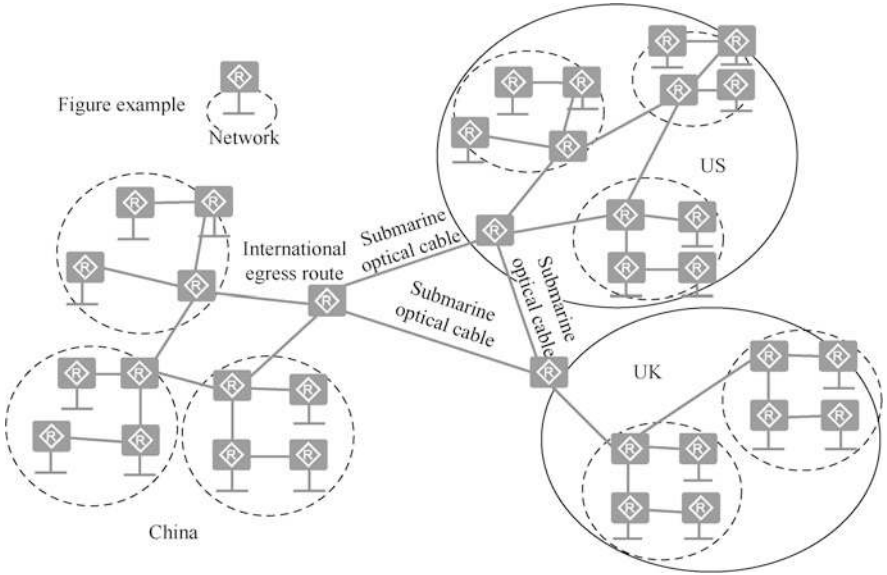 R
Figure example
Network
R
R
R
R
R
R
R
R
R
R
R
R
US
R
R
R
R
International
egress route
Submarine
optical cable
R
R
R
R
R
R
R
Submarine
optical cable
Submarine
optical cable
R
R
R
R
R
R
R
R
R
R
R
China
UK
R
R
R
R
R
R
R
R